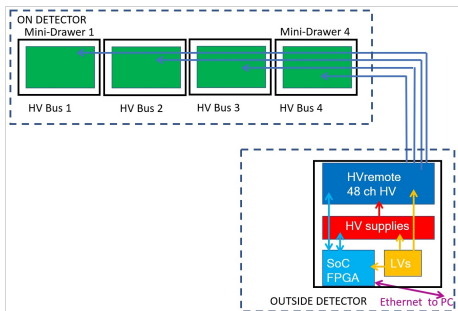 ON DETECTOR
Mini-Drawer 1
Mini-Drawer 4
HV Bus 1
HV Bus 2
HV Bus 3
HV Bus 4
HVremote
48 ch HV
HV supplies
SoC
FPGA
LVs
OUTSIDE DETECTOR
Ethernet to PC